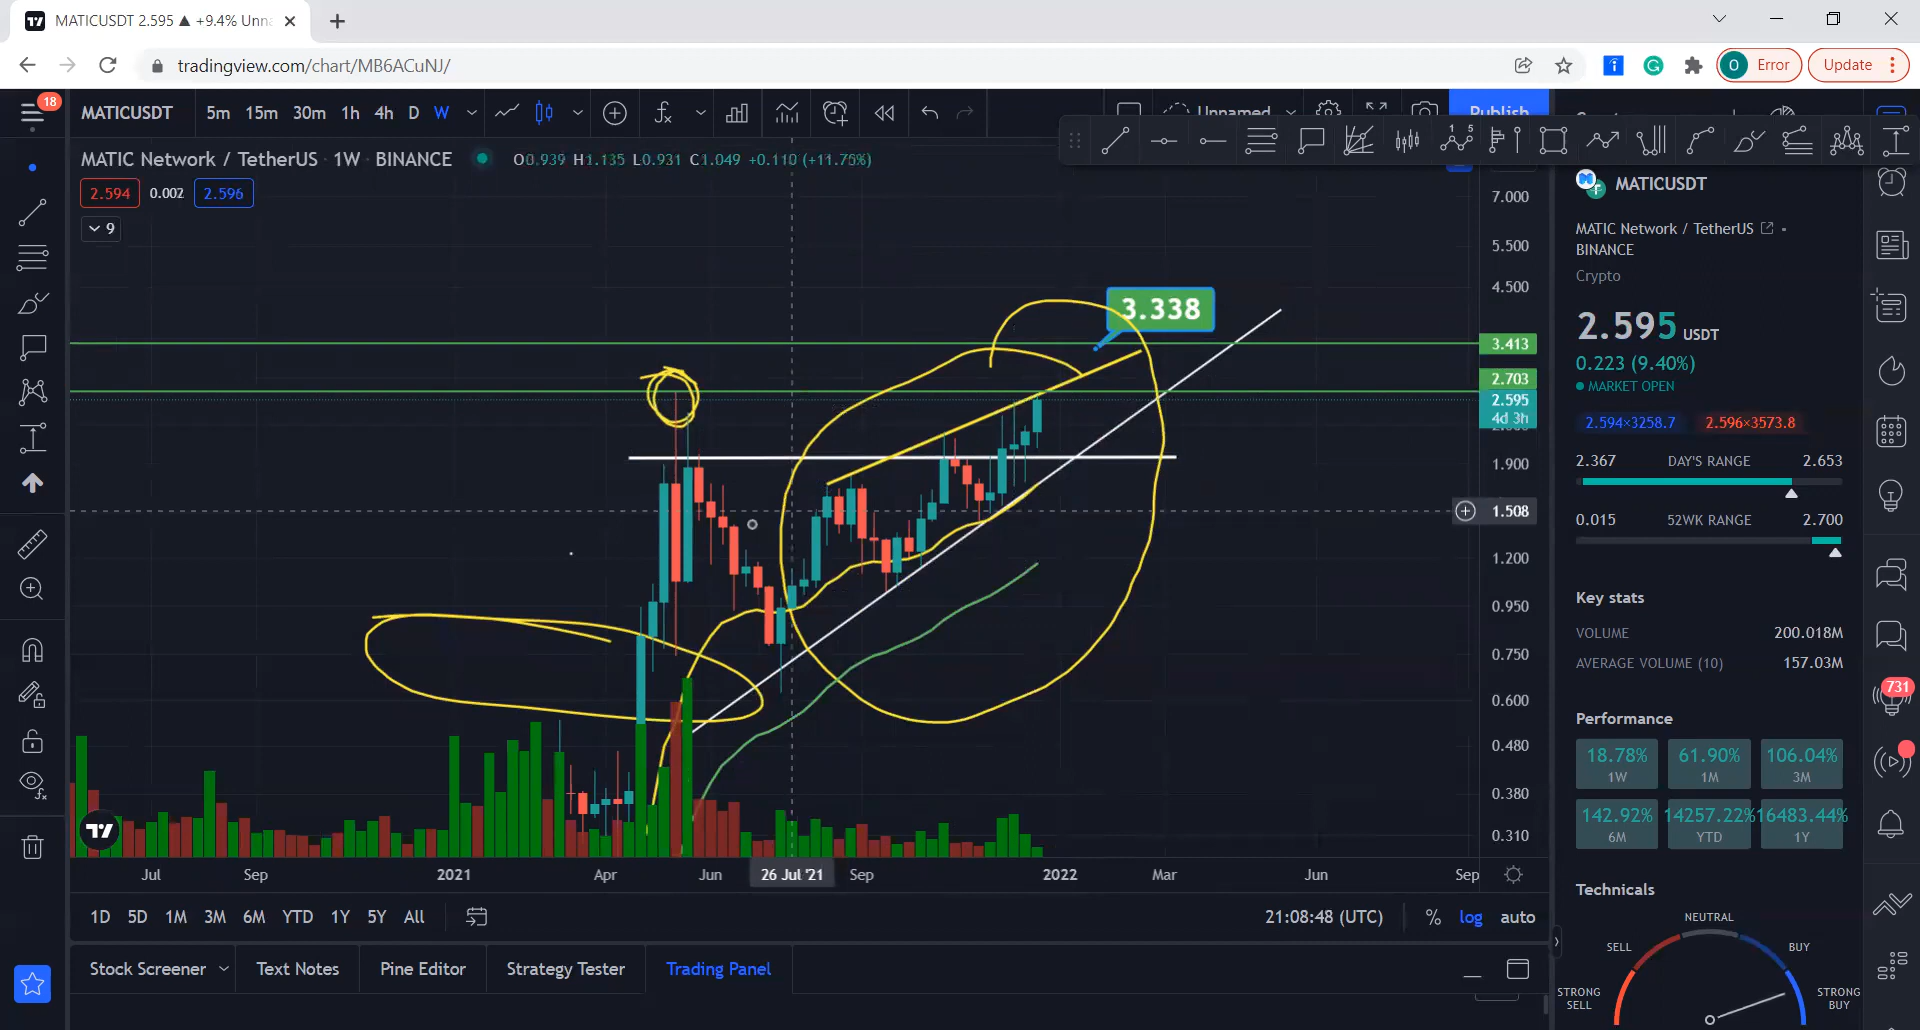 MATICUSDT 2.595 ▲ +9.4% Unna
tradingview.com/chart/MB6ACuNJ/
O Error
Update
18
MATICUSDT 5m 15m 30m 1h 4h D W
Unnamed
Publish
MATIC Network / TetherUS · 1W · BINANCE O0.939 H1.135 L0.931 C1.049 +0.110 (+11.75%)
2.594 0.002 2.596
9
7.000
5.500
4.500
3.413
2.703
2.595
4d 3h
1.900
1.508
1.200
0.950
0.750
0.600
0.480
0.380
0.310
3.338
Jul Sep 2021 Apr Jun 26 Jul '21 Sep 2022 Mar Jun Sep
1D 5D 1M 3M 6M YTD 1Y 5Y All
21:08:48 (UTC) % log auto
Stock Screener Text Notes Pine Editor Strategy Tester Trading Panel
MATICUSDT
MATIC Network / TetherUS
BINANCE
Crypto
2.595 USDT
0.223 (9.40%)
MARKET OPEN
2.594×3258.7 2.596×3573.8
2.367 DAY'S RANGE 2.653
0.015 52WK RANGE 2.700
Key stats
VOLUME 200.018M
AVERAGE VOLUME (10) 157.03M
Performance
18.78% 61.90% 106.04%
1W 1M 3M
142.92% 14257.22% 16483.44%
6M YTD 1Y
Technicals
NEUTRAL
SELL BUY
STRONG SELL
STRONG BUY
731